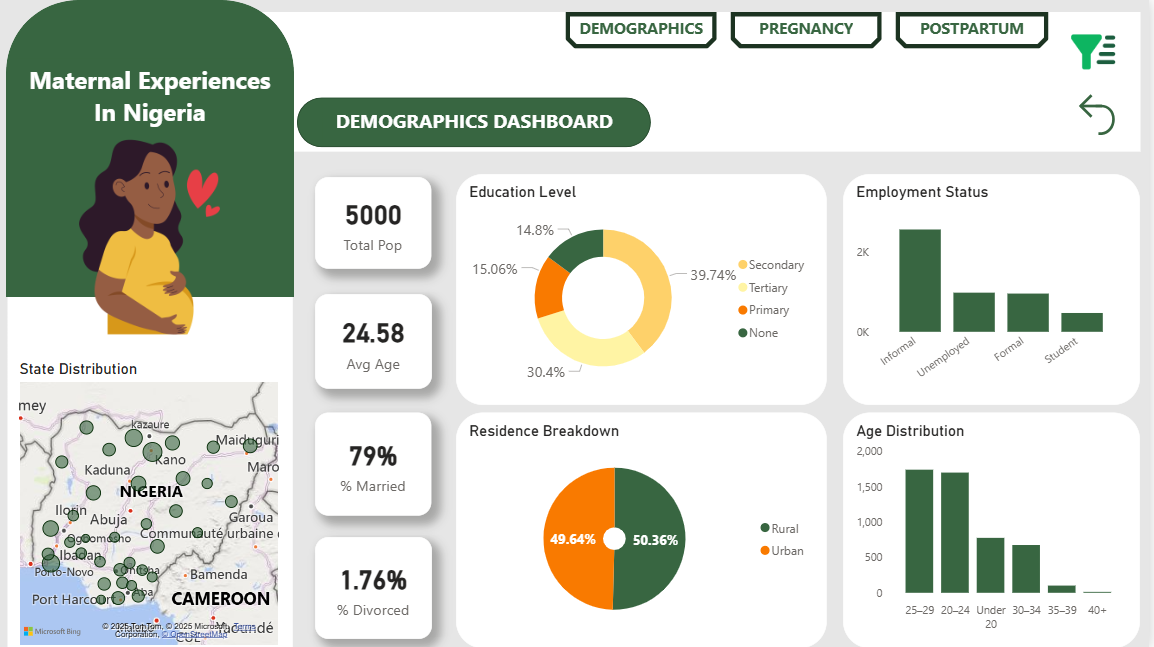 DEMOGRAPHICS
PREGNANCY
POSTPARTUM
Maternal Experiences
In Nigeria
DEMOGRAPHICS DASHBOARD
5000
Total Pop
24.58
Avg Age
79%
% Married
1.76%
% Divorced
Education Level
14.8%
15.06%
39.74%
30.4%
Secondary
Tertiary
Primary
None
Employment Status
2K
0K
Informal
Unemployed
Formal
Student
Residence Breakdown
49.64%
50.36%
Rural
Urban
Age Distribution
2,000
1,500
1,000
500
0
25–29
20–24
Under
20
30–34
35–39
40+
State Distribution
mey
kazaure
Maiduguri
Kano
Kaduna
Maro
NIGERIA
Ilorin
Abuja
Garoua
Ogbomosho
Communauté urbaine d
Ibadan
Porto-Novo
Onitsha
Bamenda
Aba
Port Harcourt
CAMEROON
Yaoundé
Microsoft Bing
© 2025 TomTom, © 2025 Microsoft Corporation, © OpenStreetMap
Terms